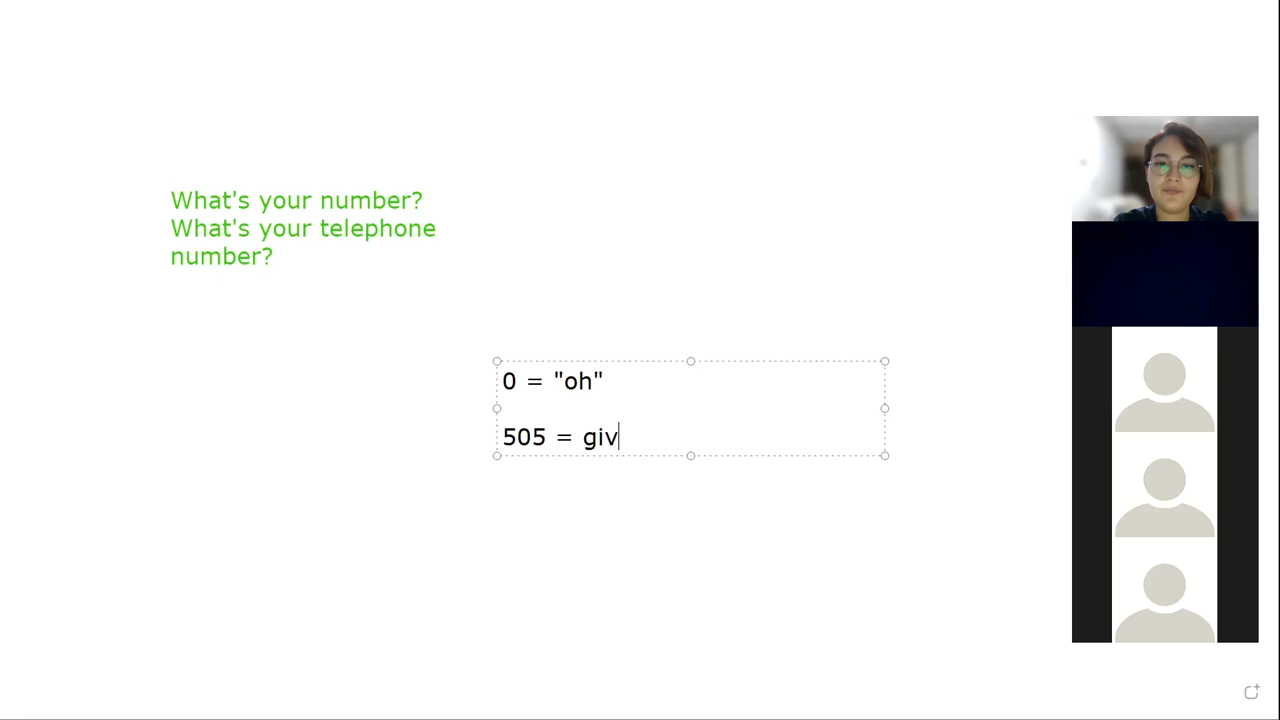 What's your number?
What's your telephone
number?
0 = "oh"
505 = giv